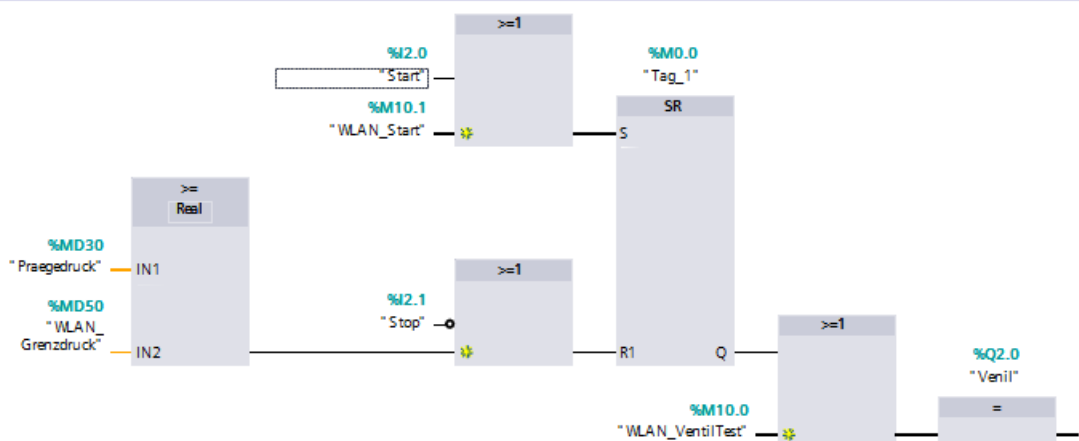 >=1
%I2.0
"Start"
%M10.1
"WLAN_Start"
%M0.0
"Tag_1"
SR
S
>=
Real
%MD30
"Praegedruck"
IN1
%MD50
"WLAN_
Grenzdruck"
IN2
>=1
%I2.1
"Stop"
R1
Q
>=1
%M10.0
"WLAN_VentilTest"
%Q2.0
"Venil"
=